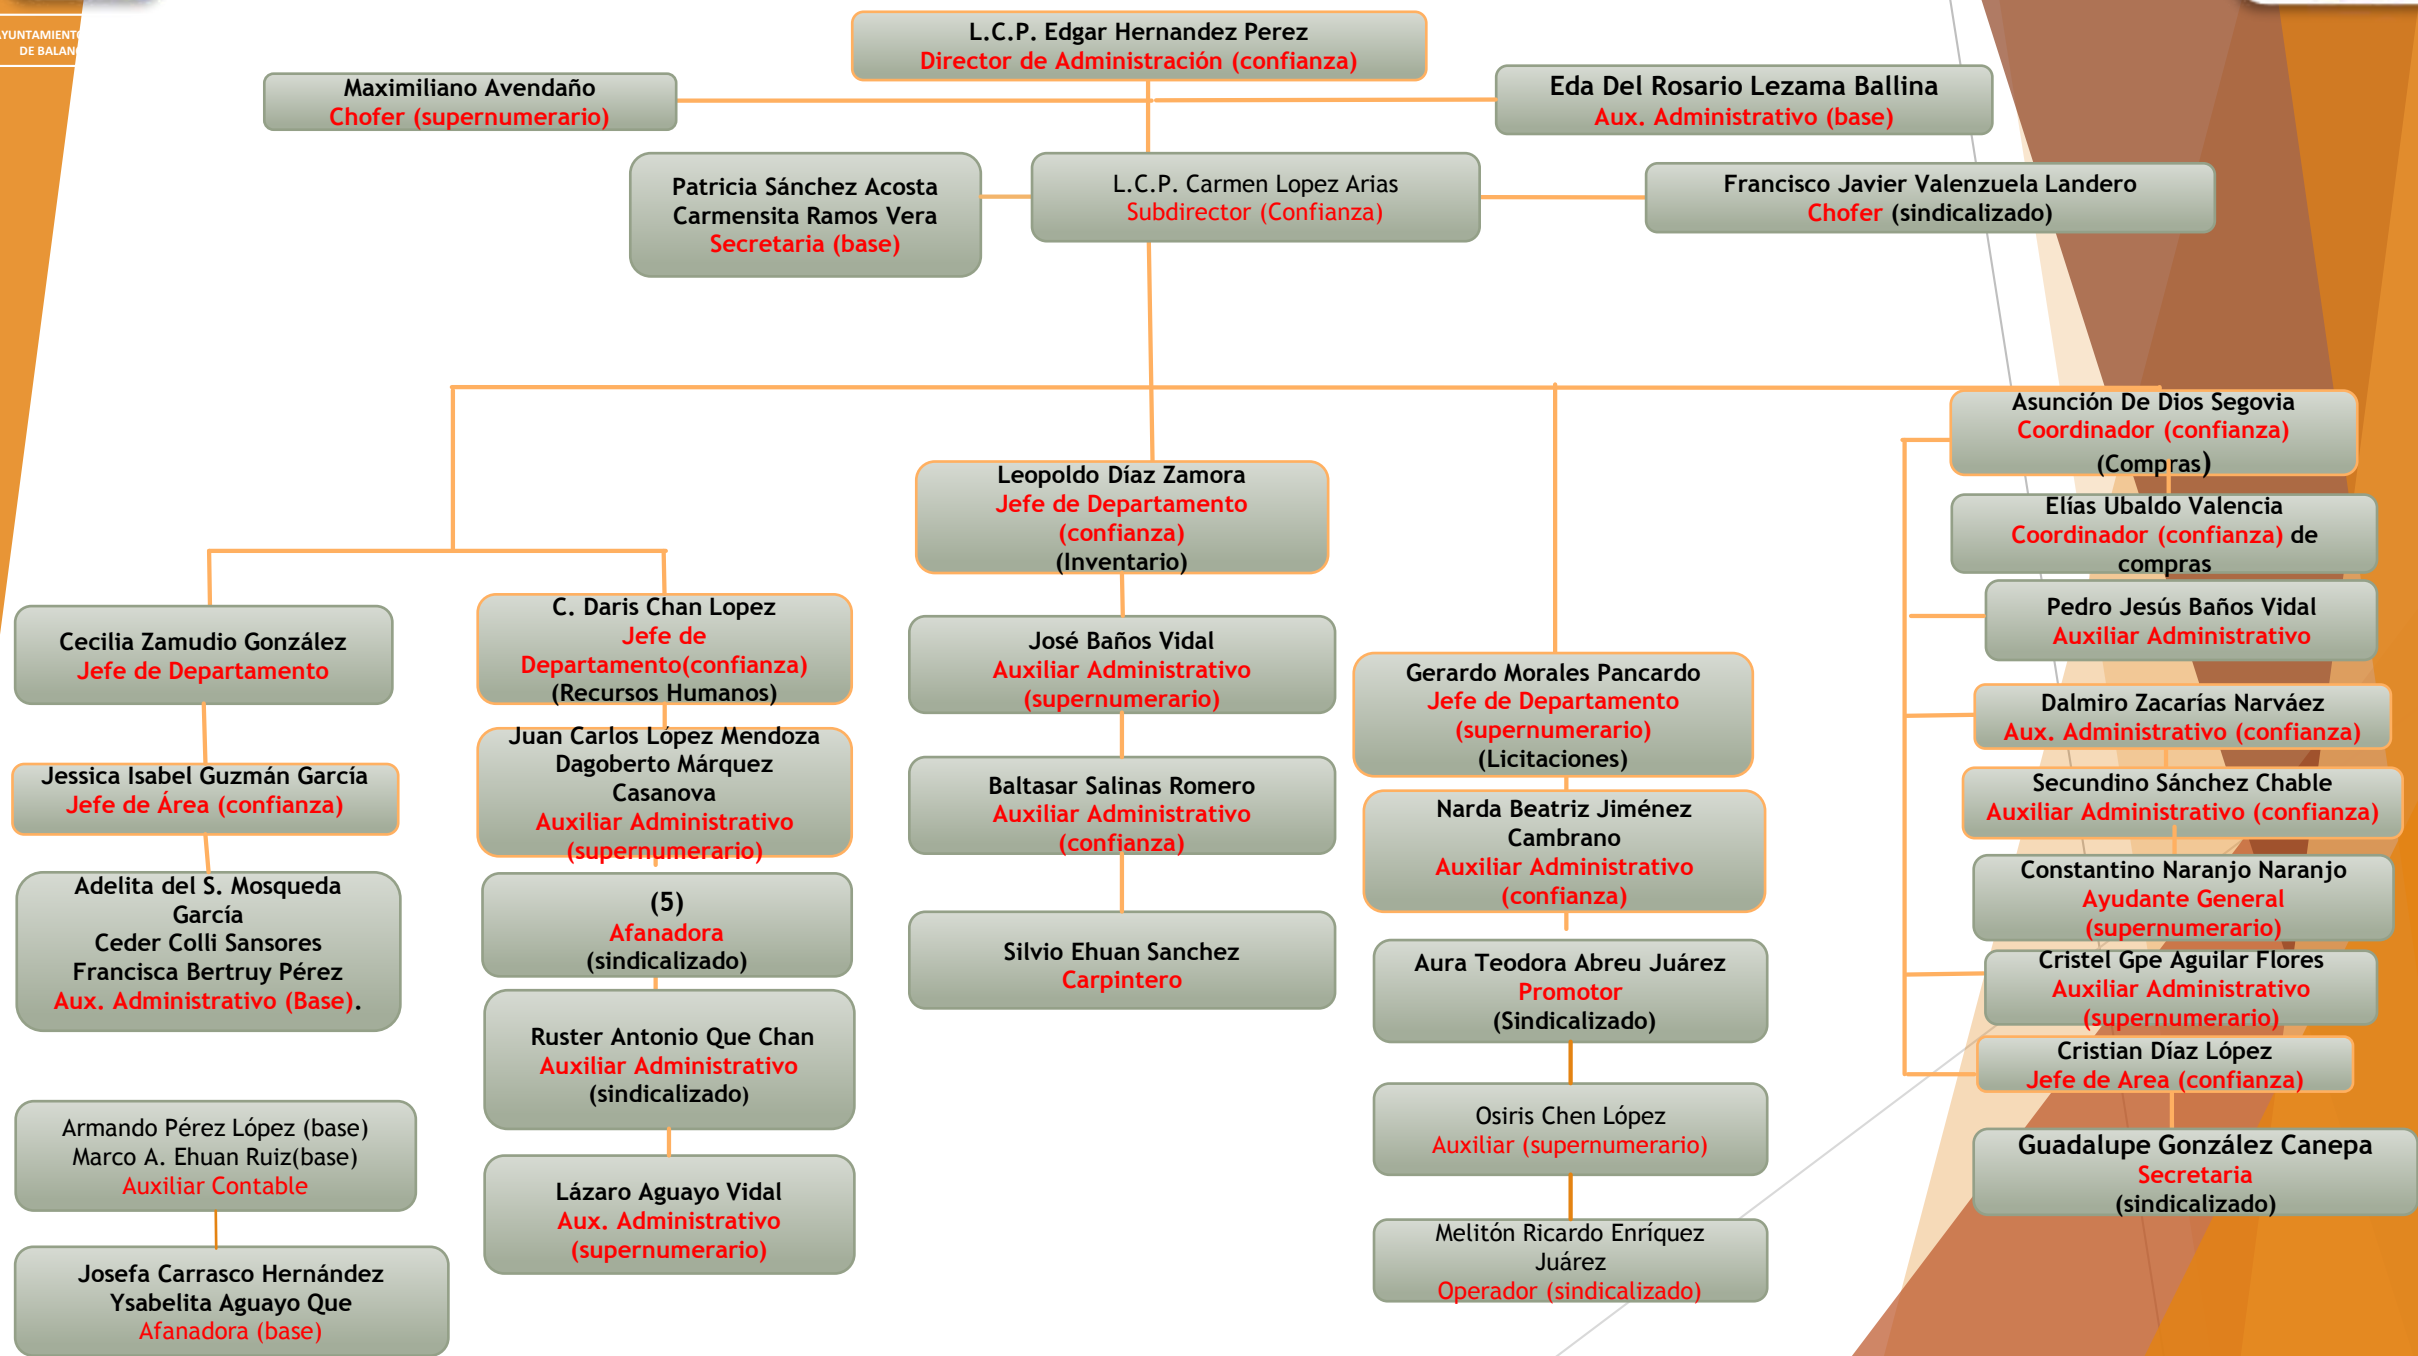 AYUNTAMIENTO
DE
L.C.P. Edgar Hernandez Perez
Director de Administración (confianza)
Maximiliano Avendaño
Chofer (supernumerario)
Eda Del Rosario Lezama Ballina
Aux. Administrativo (base)
Patricia Sánchez Acosta
Carmensita Ramos Vera
Secretaria (base)
L.C.P. Carmen Lopez Arias
Subdirector (Confianza)
Francisco Javier Valenzuela Landero
Chofer (sindicalizado)
Cecilia Zamudio González
Jefe de Departamento
Jessica Isabel Guzmán García
Jefe de Área (confianza)
Adelita del S. Mosqueda
García
Ceder Colli Sansores
Francisca Bertruy Pérez
Aux. Administrativo (Base).
Armando Pérez López (base)
Marco A. Ehuan Ruiz(base)
Auxiliar Contable
Josefa Carrasco Hernández
Ysabelita Aguayo Que
Afanadora (base)
C. Daris Chan Lopez
Jefe de
Departamento(confianza)
(Recursos Humanos)
Juan Carlos López Mendoza
Dagoberto Márquez
Casanova
Auxiliar Administrativo
(supernumerario)
(5)
Afanadora
(sindicalizado)
Ruster Antonio Que Chan
Auxiliar Administrativo
(sindicalizado)
Lázaro Aguayo Vidal
Aux. Administrativo
(supernumerario)
Leopoldo Díaz Zamora
Jefe de Departamento
(confianza)
(Inventario)
José Baños Vidal
Auxiliar Administrativo
(supernumerario)
Baltasar Salinas Romero
Auxiliar Administrativo
(confianza)
Silvio Ehuan Sanchez
Carpintero
Gerardo Morales Pancardo
Jefe de Departamento
(supernumerario)
(Licitaciones)
Narda Beatriz Jiménez
Cambrano
Auxiliar Administrativo
(confianza)
Aura Teodora Abreu Juárez
Promotor
(Sindicalizado)
Osiris Chen López
Auxiliar (supernumerario)
Melitón Ricardo Enríquez
Juárez
Operador (sindicalizado)
Asunción De Dios Segovia
Coordinador (confianza)
(Compras)
Elías Ubaldo Valencia
Coordinador (confianza) de
compras
Pedro Jesús Baños Vidal
Auxiliar Administrativo
Dalmiro Zacarías Narváez
Aux. Administrativo (confianza)
Secundino Sánchez Chable
Auxiliar Administrativo (confianza)
Constantino Naranjo Naranjo
Ayudante General
(supernumerario)
Cristel Gpe Aguilar Flores
Auxiliar Administrativo
(supernumerario)
Cristian Díaz López
Jefe de Area (confianza)
Guadalupe González Canepa
Secretaria
(sindicalizado)